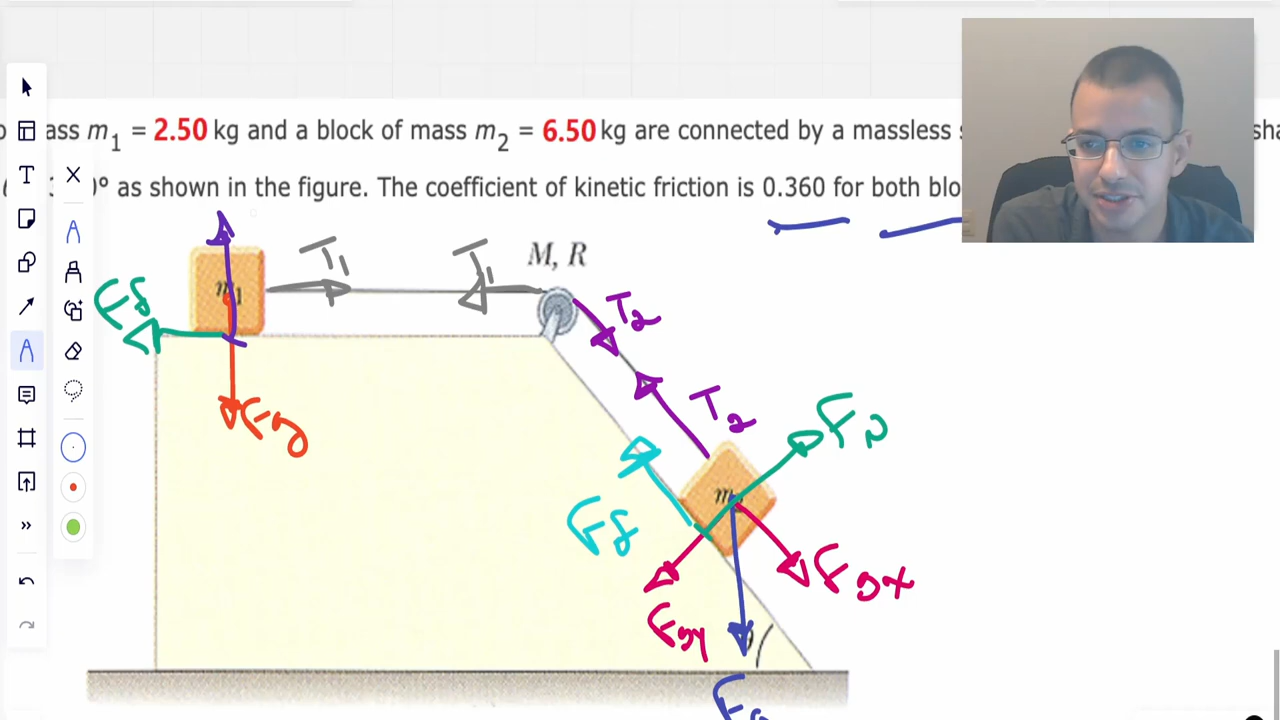 ass m₁ = 2.50 kg and a block of mass m₂ = 6.50 kg are connected by a massless
° as shown in the figure. The coefficient of kinetic friction is 0.360 for both blo
M, R
T₁
T₁
m₁
Ff
T₂
T₂
Fg
FN
Ff
Fgx
Fgy
Fg
T